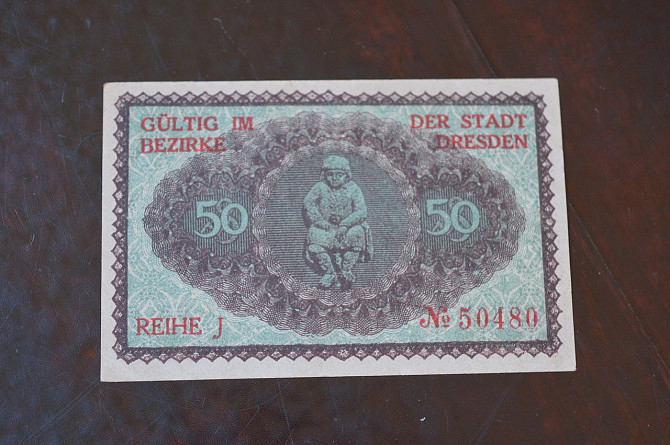 GÜLTIG IM DER STADT
BEZIRKE DRESDEN
50 50
REIHE J № 50480